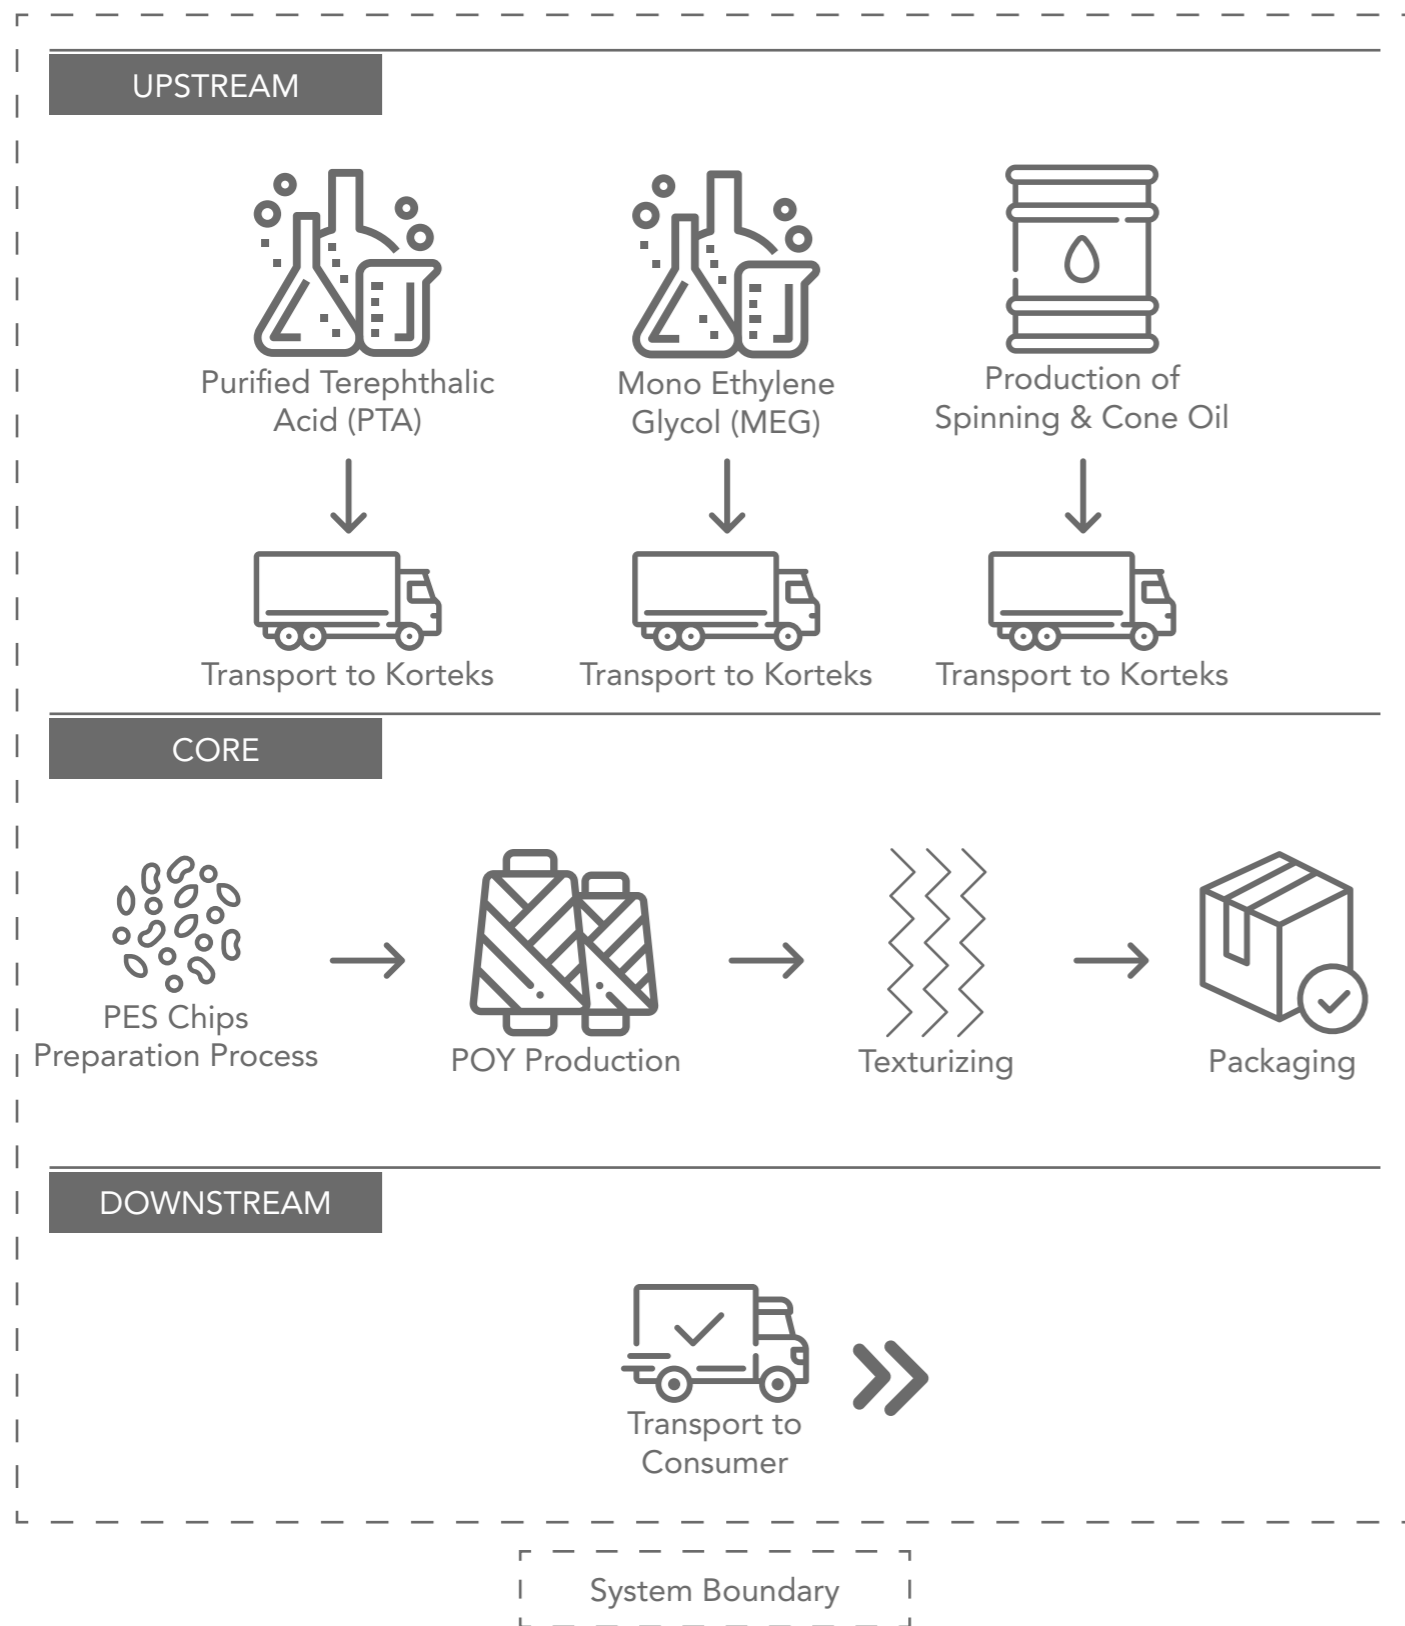 UPSTREAM
Purified Terephthalic
Acid (PTA)
Mono Ethylene
Glycol (MEG)
Production of
Spinning & Cone Oil
Transport to Korteks
Transport to Korteks
Transport to Korteks
CORE
PES Chips
Preparation Process
POY Production
Texturizing
Packaging
DOWNSTREAM
Transport to
Consumer
System Boundary